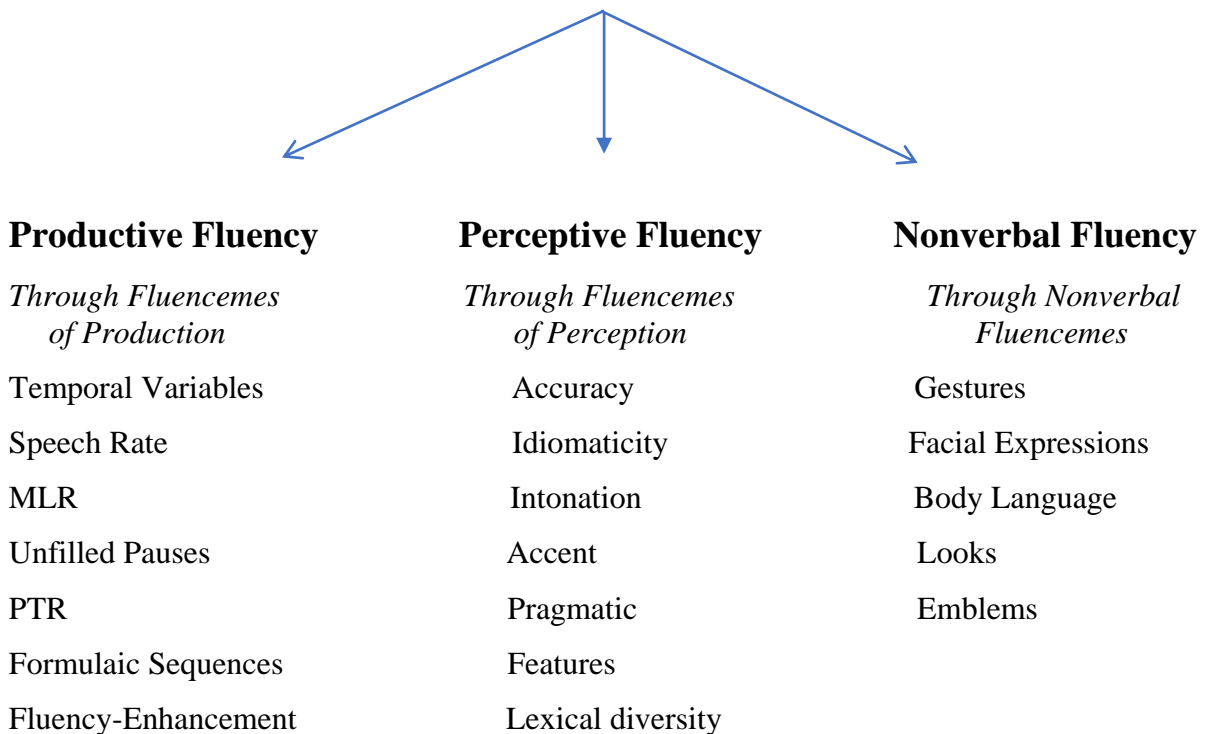 Productive Fluency
Through Fluencemes
of Production
Temporal Variables
Speech Rate
MLR
Unfilled Pauses
PTR
Formulaic Sequences
Fluency-Enhancement
Perceptive Fluency
Through Fluencemes
of Perception
Accuracy
Idiomaticity
Intonation
Accent
Pragmatic
Features
Lexical diversity
Nonverbal Fluency
Through Nonverbal
Fluencemes
Gestures
Facial Expressions
Body Language
Looks
Emblems